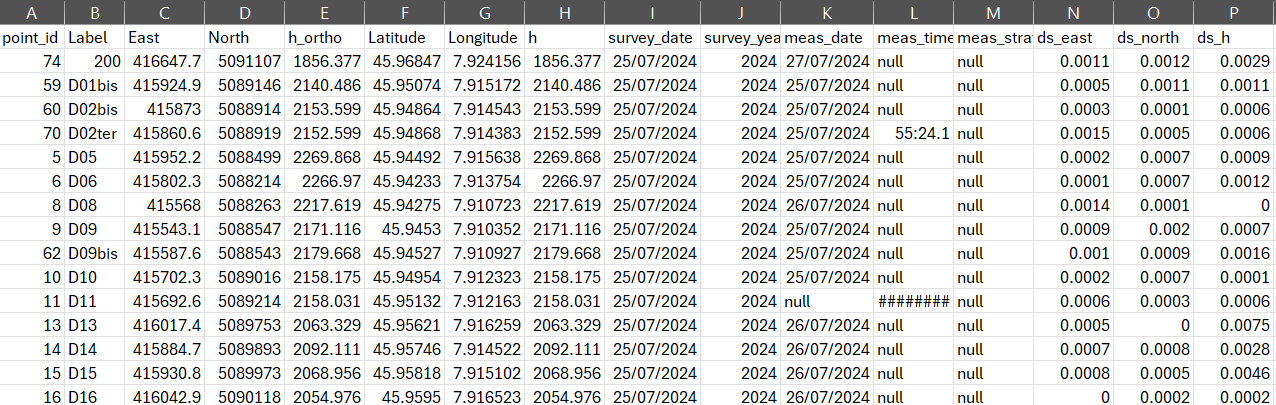 A B C D E F G H I J K L M N O P
point_id Label East North h_ortho Latitude Longitude h survey_date survey_yea meas_date meas_time meas_stra ds_east ds_north ds_h
74 200 416647.7 5091107 1856.377 45.96847 7.924156 1856.377 25/07/2024 2024 27/07/2024 null null 0.0011 0.0012 0.0029
59 D01bis 415924.9 5089146 2140.486 45.95074 7.915172 2140.486 25/07/2024 2024 25/07/2024 null null 0.0005 0.0011 0.0011
60 D02bis 415873 5088914 2153.599 45.94864 7.914543 2153.599 25/07/2024 2024 25/07/2024 null null 0.0003 0.0001 0.0006
70 D02ter 415860.6 5088919 2152.599 45.94868 7.914383 2152.599 25/07/2024 2024 25/07/2024 55:24.1 null 0.0015 0.0005 0.0006
5 D05 415952.2 5088499 2269.868 45.94492 7.915638 2269.868 25/07/2024 2024 25/07/2024 null null 0.0002 0.0007 0.0009
6 D06 415802.3 5088214 2266.97 45.94233 7.913754 2266.97 25/07/2024 2024 25/07/2024 null null 0.0001 0.0007 0.0012
8 D08 415568 5088263 2217.619 45.94275 7.910723 2217.619 25/07/2024 2024 26/07/2024 null null 0.0014 0.0001 0
9 D09 415543.1 5088547 2171.116 45.9453 7.910352 2171.116 25/07/2024 2024 25/07/2024 null null 0.0009 0.002 0.0007
62 D09bis 415587.6 5088543 2179.668 45.94527 7.910927 2179.668 25/07/2024 2024 25/07/2024 null null 0.001 0.0009 0.0016
10 D10 415702.3 5089016 2158.175 45.94954 7.912323 2158.175 25/07/2024 2024 25/07/2024 null null 0.0002 0.0007 0.0001
11 D11 415692.6 5089214 2158.031 45.95132 7.912163 2158.031 25/07/2024 2024 null ######## null 0.0006 0.0003 0.0006
13 D13 416017.4 5089753 2063.329 45.95621 7.916259 2063.329 25/07/2024 2024 26/07/2024 null null 0.0005 0 0.0075
14 D14 415884.7 5089893 2092.111 45.95746 7.914522 2092.111 25/07/2024 2024 26/07/2024 null null 0.0007 0.0008 0.0028
15 D15 415930.8 5089973 2068.956 45.95818 7.915102 2068.956 25/07/2024 2024 26/07/2024 null null 0.0008 0.0005 0.0046
16 D16 416042.9 5090118 2054.976 45.9595 7.916523 2054.976 25/07/2024 2024 26/07/2024 null null 0 0.0002 0.0002